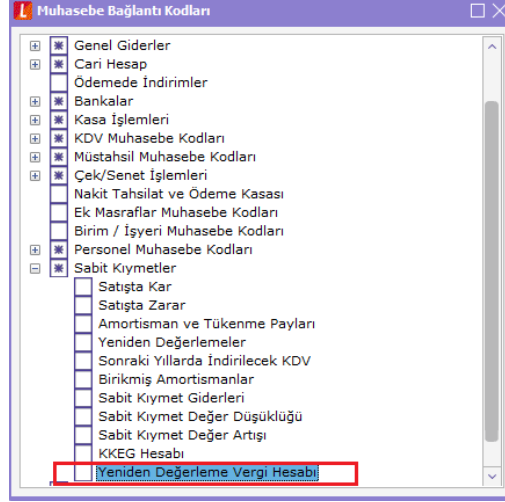 Muhasebe Bağlantı Kodları
Genel Giderler
Cari Hesap
Ödemede İndirimler
Bankalar
Kasa İşlemleri
KDV Muhasebe Kodları
Müstahsil Muhasebe Kodları
Çek/Senet İşlemleri
Nakit Tahsilat ve Ödeme Kasası
Ek Masraflar Muhasebe Kodları
Birim / İşyeri Muhasebe Kodları
Personel Muhasebe Kodları
Sabit Kıymetler
Satışta Kar
Satışta Zarar
Amortisman ve Tükenme Payları
Yeniden Değerlemeler
Sonraki Yıllarda İndirilecek KDV
Birikmiş Amortismanlar
Sabit Kıymet Giderleri
Sabit Kıymet Değer Düşüklüğü
Sabit Kıymet Değer Artışı
KKEG Hesabı
Yeniden Değerleme Vergi Hesabı